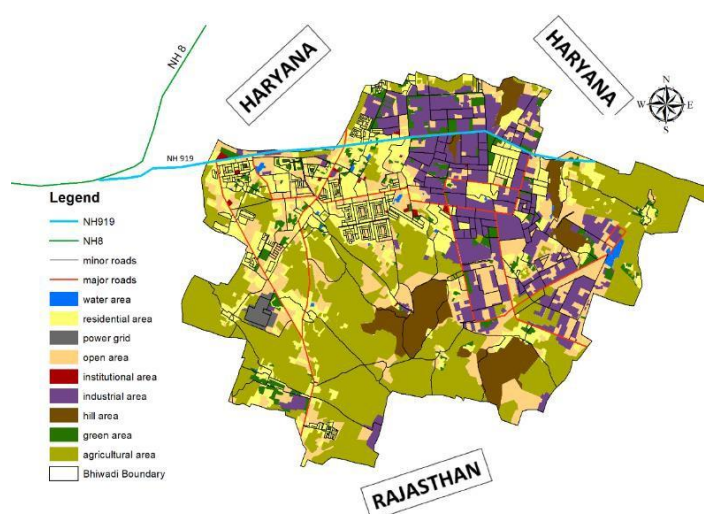 NH 8
HARYANA
HARYANA
N
W E
S
NH 919
Legend
NH919
NH8
minor roads
major roads
water area
residential area
power grid
open area
institutional area
industrial area
hill area
green area
agricultural area
Bhiwadi Boundary
RAJASTHAN